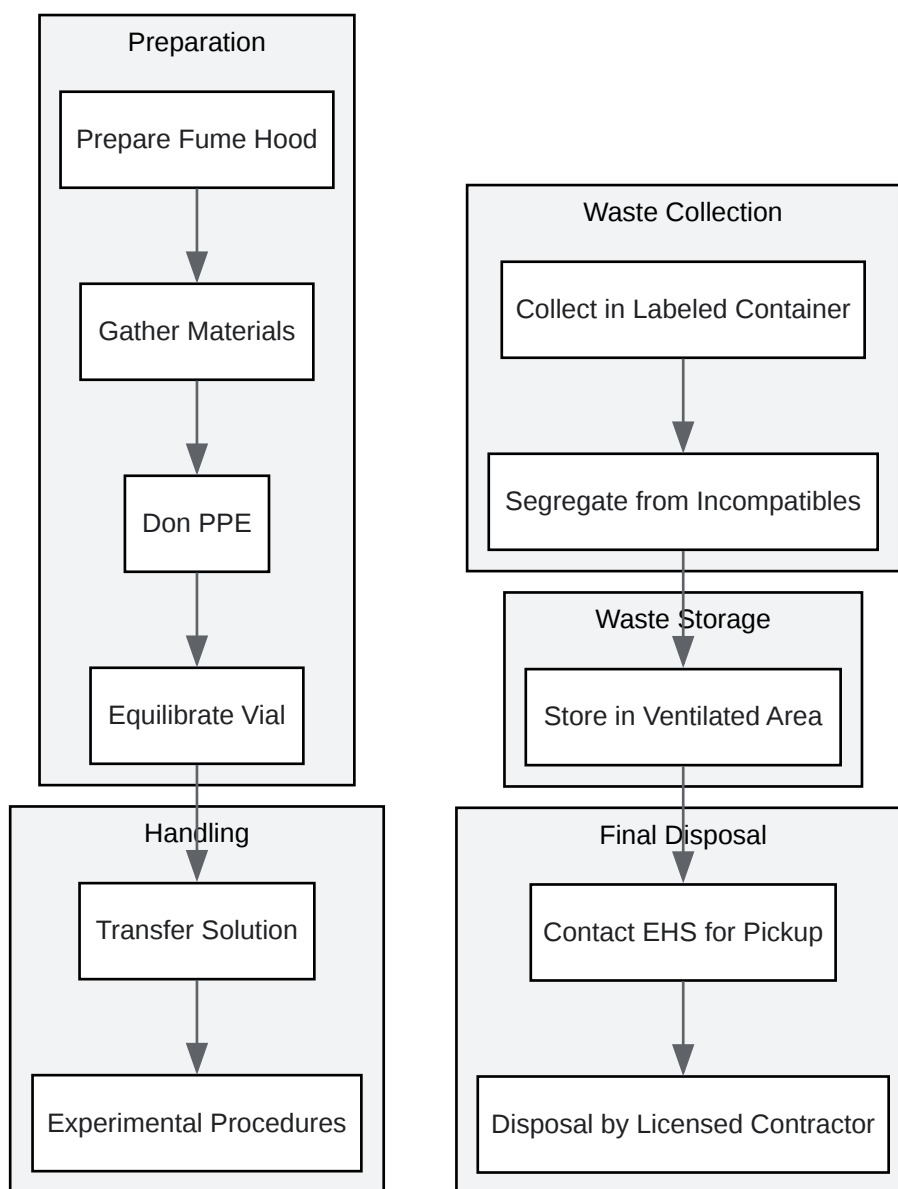 Preparation
Prepare Fume Hood
Gather Materials
Don PPE
Equilibrate Vial
Handling
Transfer Solution
Experimental Procedures
Waste Collection
Collect in Labeled Container
Segregate from Incompatibles
Waste Storage
Store in Ventilated Area
Final Disposal
Contact EHS for Pickup
Disposal by Licensed Contractor